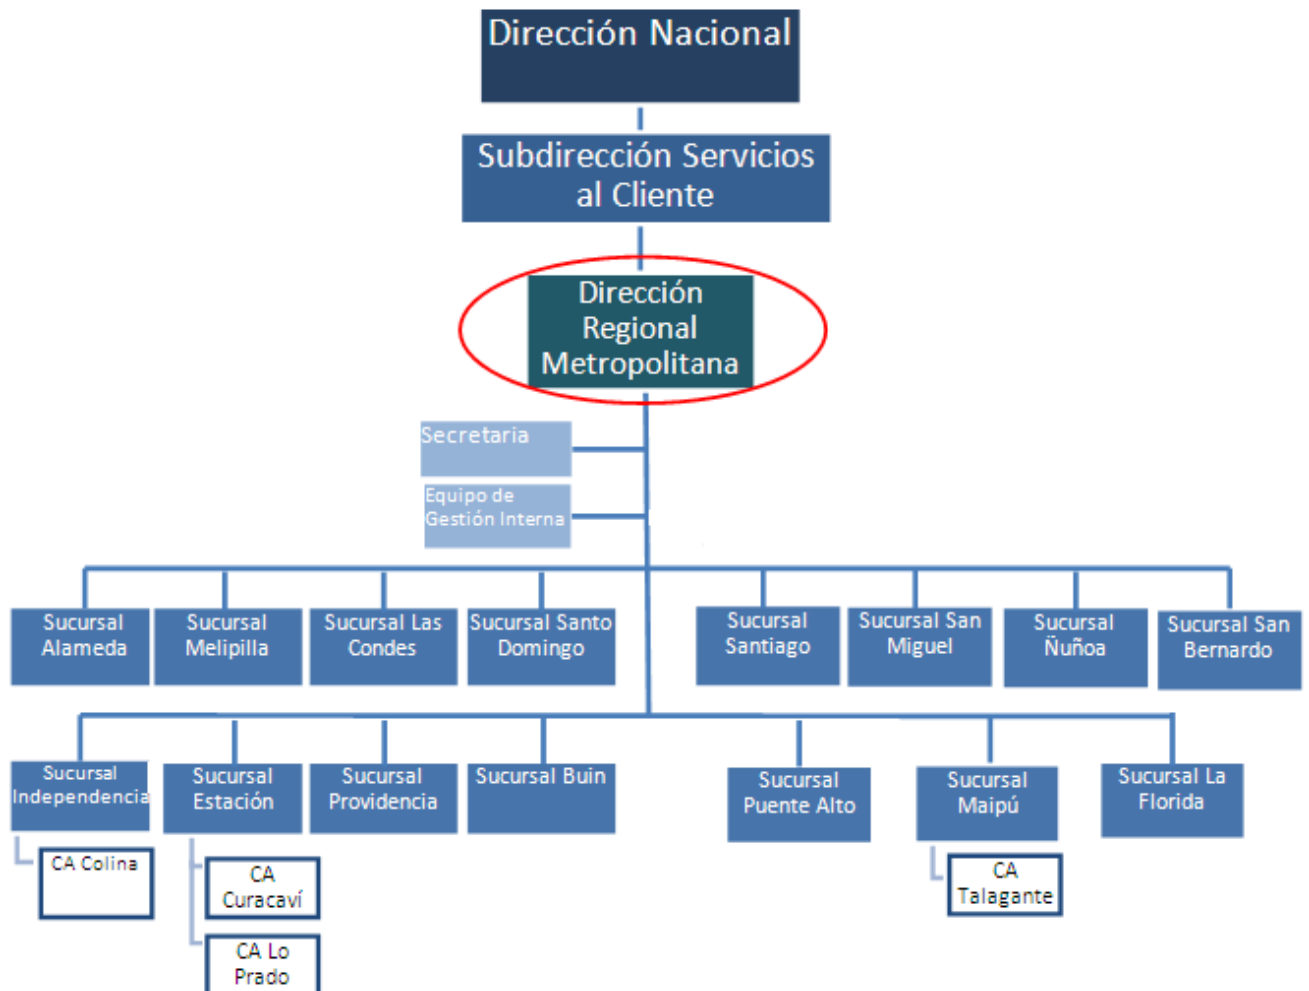 Dirección Nacional
Subdirección Servicios
al Cliente
Dirección
Regional
Metropolitana
Secretaria
Equipo de
Gestión Interna
Sucursal
Alameda
Sucursal
Melipilla
Sucursal Las
Condes
Sucursal Santo
Domingo
Sucursal
Santiago
Sucursal San
Miguel
Sucursal
Ñuñoa
Sucursal San
Bernardo
Sucursal
Independencia
Sucursal
Estación
Sucursal
Providencia
Sucursal Buin
Sucursal
Puente Alto
Sucursal
Maipú
Sucursal La
Florida
CA Colina
CA
Curacaví
CA Lo
Prado
CA
Talagante